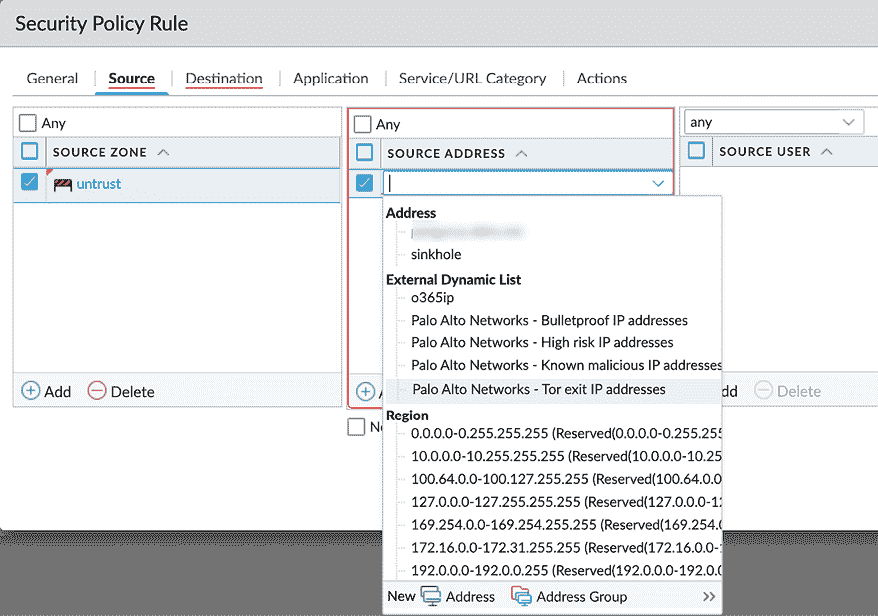 Security Policy Rule
General Source Destination Application Service/URL Category Actions
Any
SOURCE ZONE
untrust
Add Delete
Any
SOURCE ADDRESS
Address
sinkhole
External Dynamic List
o365ip
Palo Alto Networks - Bulletproof IP addresses
Palo Alto Networks - High risk IP addresses
Palo Alto Networks - Known malicious IP addresses
Palo Alto Networks - Tor exit IP addresses
Region
0.0.0.0-0.255.255.255 (Reserved(0.0.0.0-0.255.255
10.0.0.0-10.255.255.255 (Reserved(10.0.0.0-10.25
100.64.0.0-100.127.255.255 (Reserved(100.64.0.0
127.0.0.0-127.255.255.255 (Reserved(127.0.0.0-12
169.254.0.0-169.254.255.255 (Reserved(169.254.0
172.16.0.0-172.31.255.255 (Reserved(172.16.0.0-
192.0.0.0-192.0.0.255 (Reserved(192.0.0.0-192.0.0
New Address Address Group >>
any
SOURCE USER
dd Delete